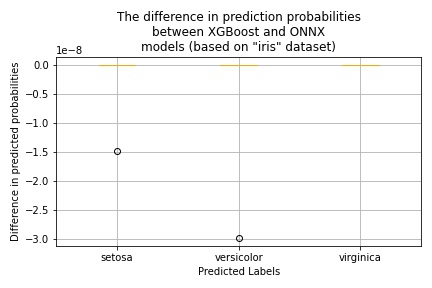 The difference in prediction probabilities
between XGBoost and ONNX
models (based on "iris" dataset)
1e−8
Difference in predicted probabilities
0.0
−0.5
−1.0
−1.5
−2.0
−2.5
−3.0
setosa
versicolor
virginica
Predicted Labels